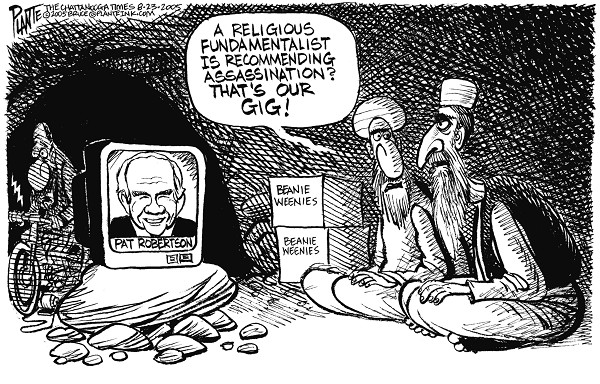 PLANTE
THE CHATTANOOGA TIMES 8-23-2005
©2005 BRUCE@PLANTEINK.COM
A RELIGIOUS
FUNDAMENTALIST
IS RECOMMENDING
ASSASSINATION?
THAT'S OUR
GIG!
PAT ROBERTSON
BEANIE
WEENIES
BEANIE
WEENIES